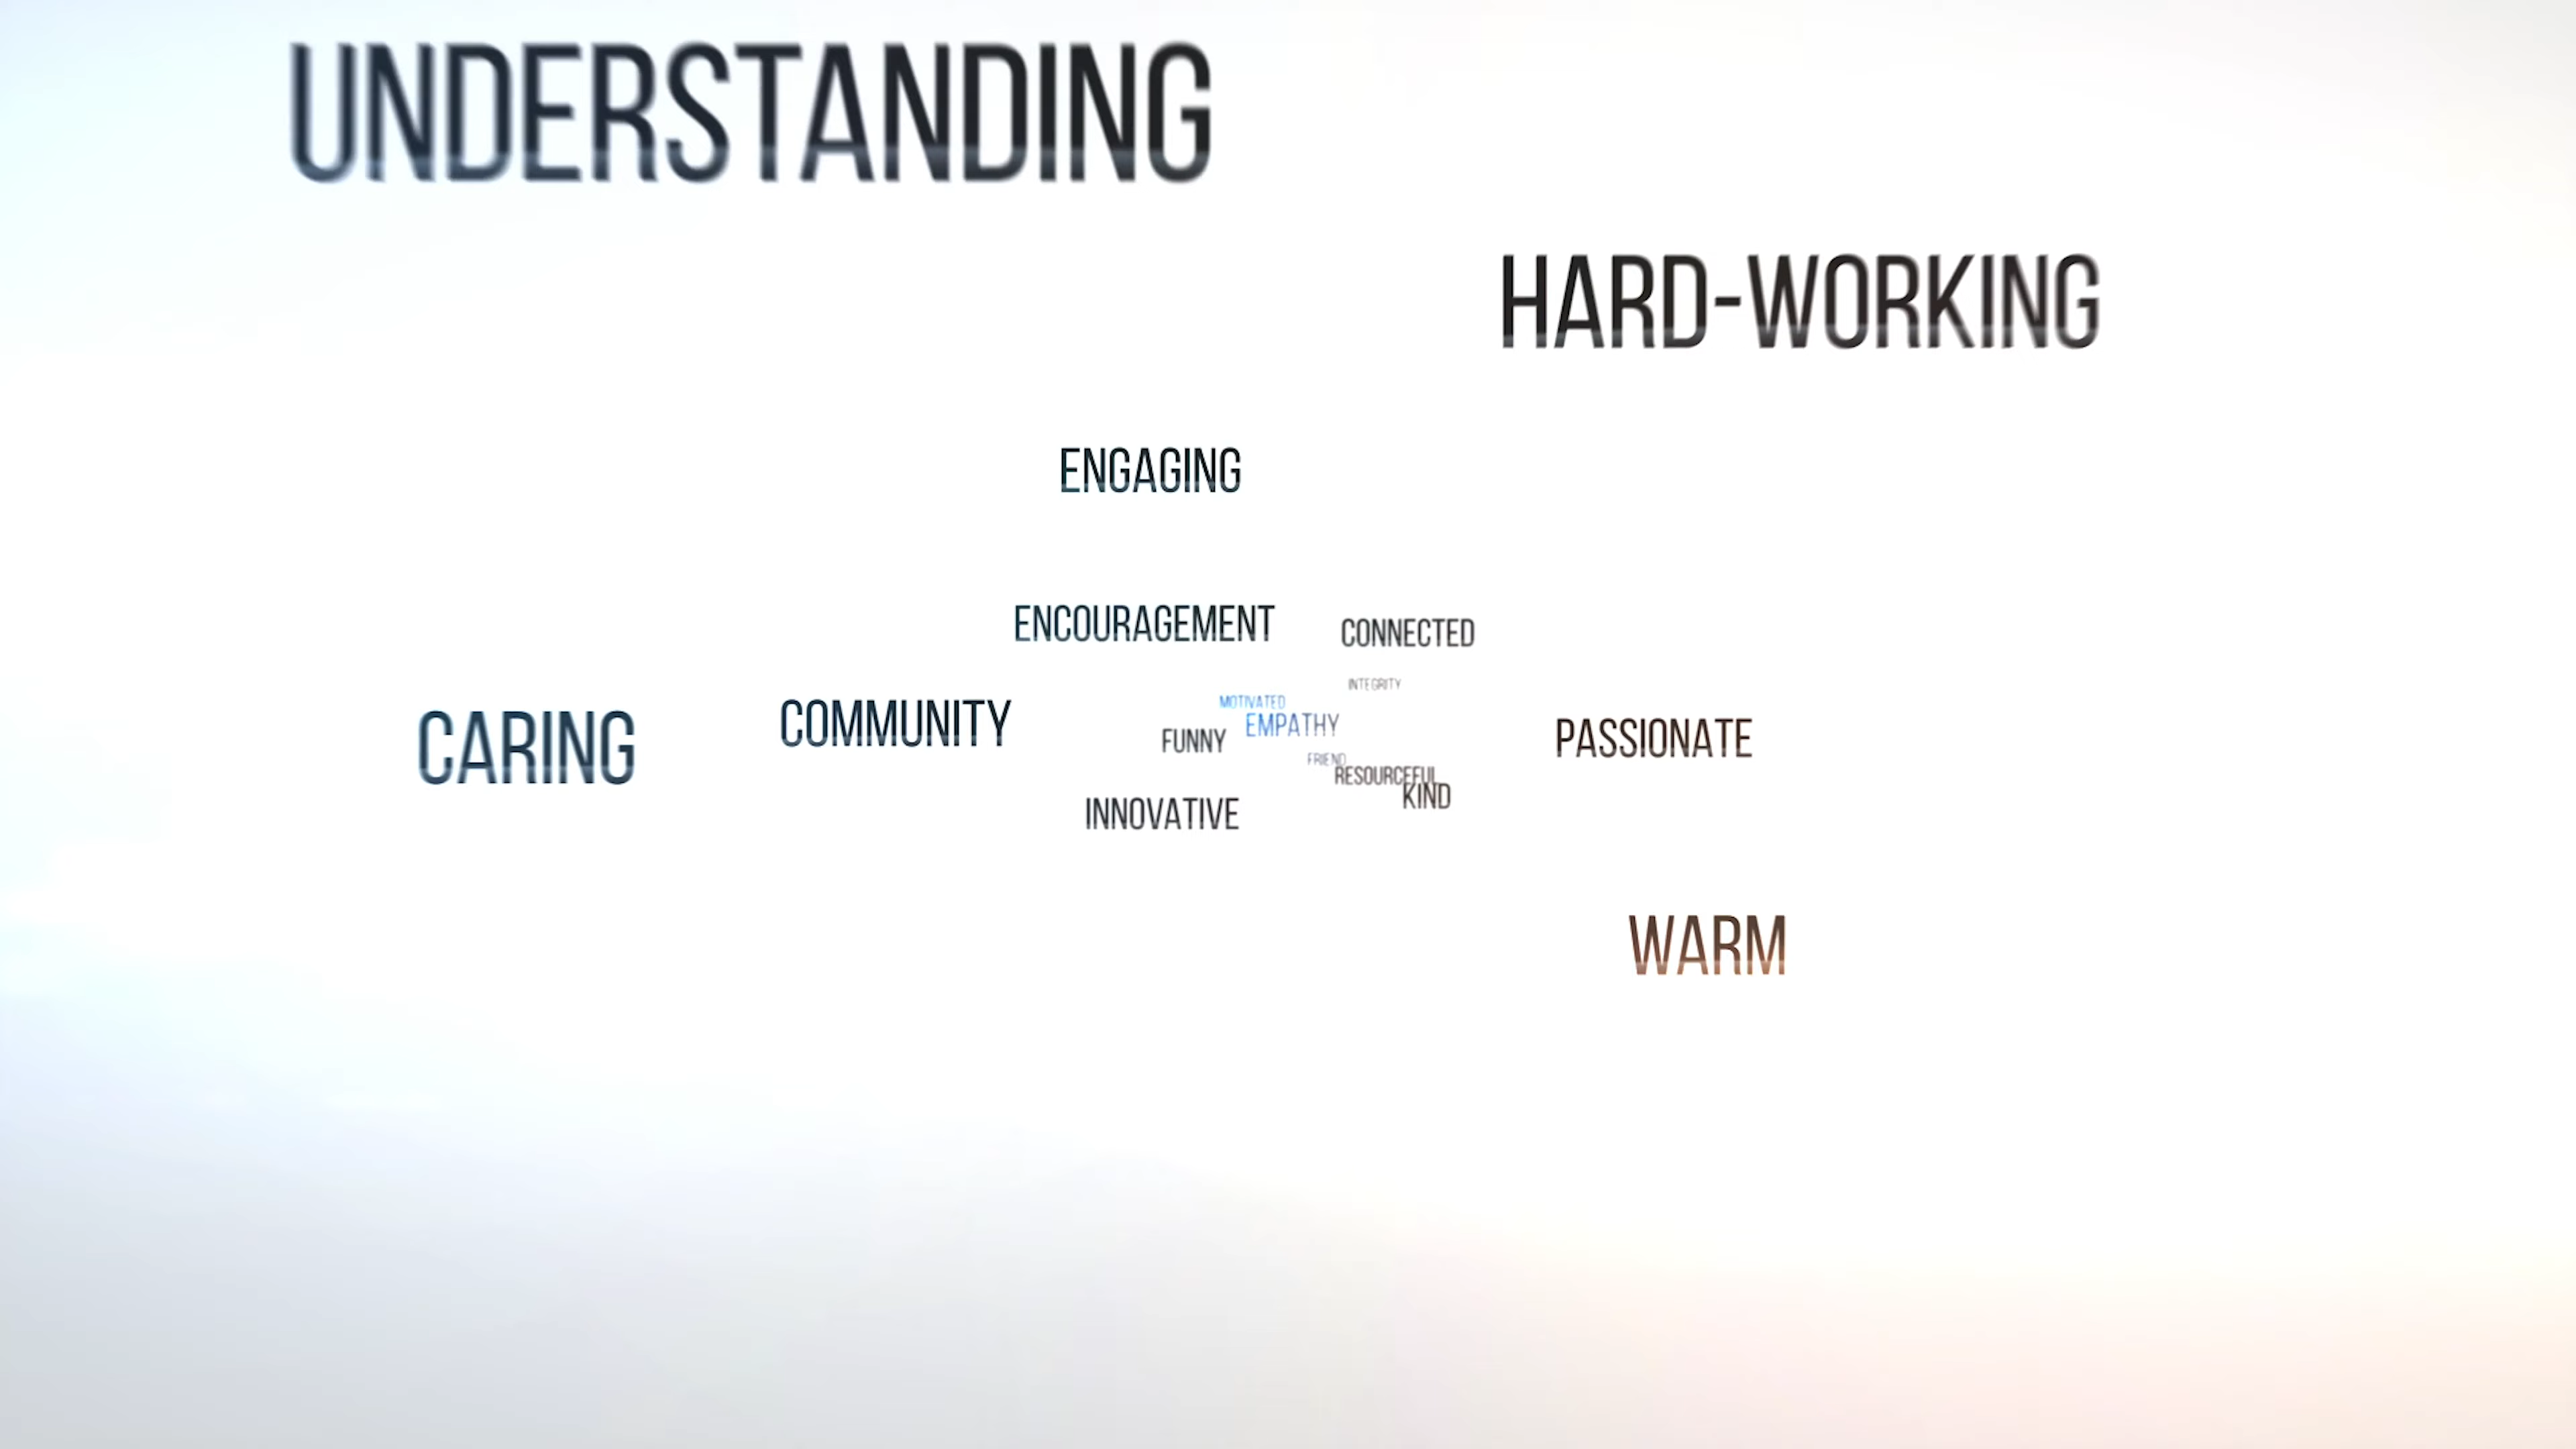 UNDERSTANDING
HARD-WORKING
ENGAGING
ENCOURAGEMENT
CONNECTED
INTEGRITY
MOTIVATED
EMPATHY
COMMUNITY
CARING
FUNNY
PASSIONATE
FRIEND
RESOURCEFUL
KIND
INNOVATIVE
WARM